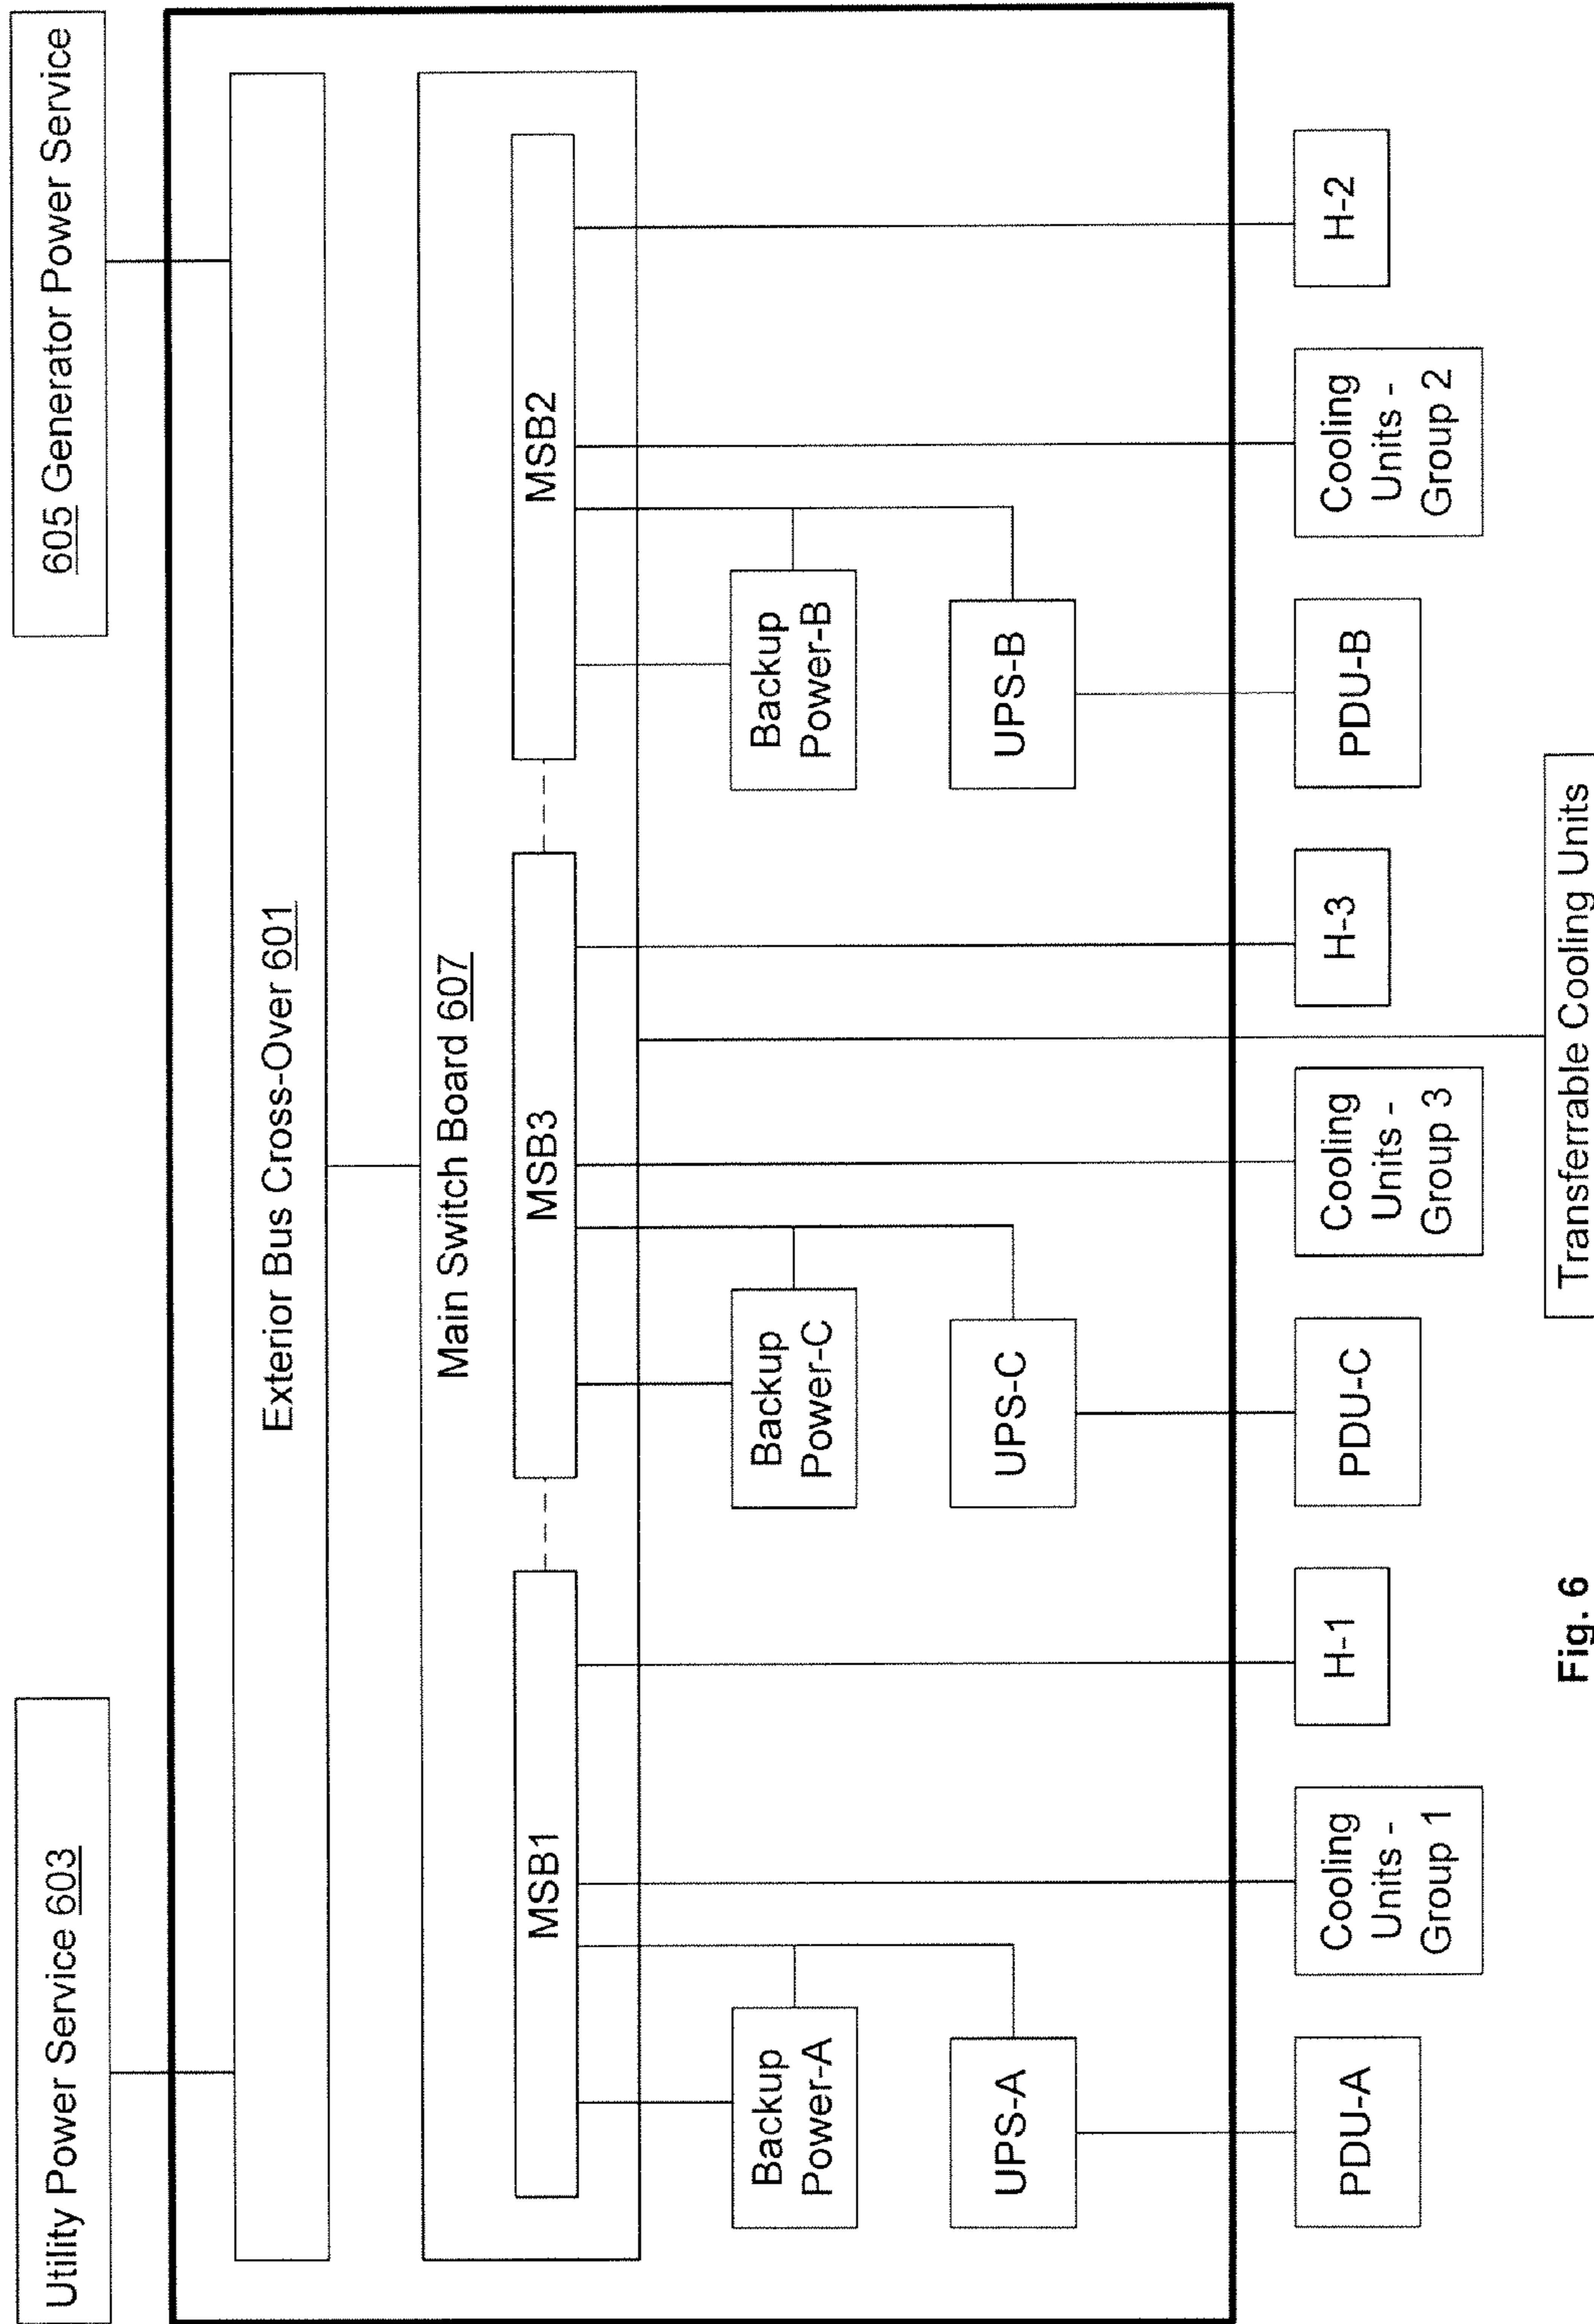 Utility Power Service 603
605 Generator Power Service
Exterior Bus Cross-Over 601
Main Switch Board 607
MSB1
MSB3
MSB2
Backup
Power-A
Backup
Power-C
Backup
Power-B
UPS-A
UPS-C
UPS-B
PDU-A
Cooling
Units -
Group 1
H-1
PDU-C
Cooling
Units -
Group 3
H-3
PDU-B
Cooling
Units -
Group 2
H-2
Transferrable Cooling Units
Fig. 6